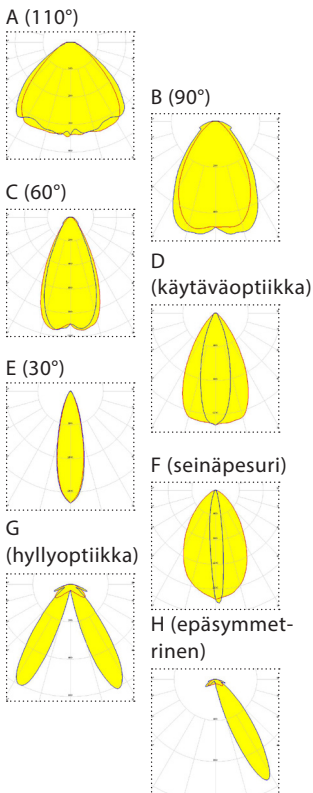 A (110°)
B (90°)
C (60°)
D
(käytäväoptiikka)
E (30°)
F (seinäpesuri)
G
(hyllyoptiikka)
H (epäsymmet-
rinen)